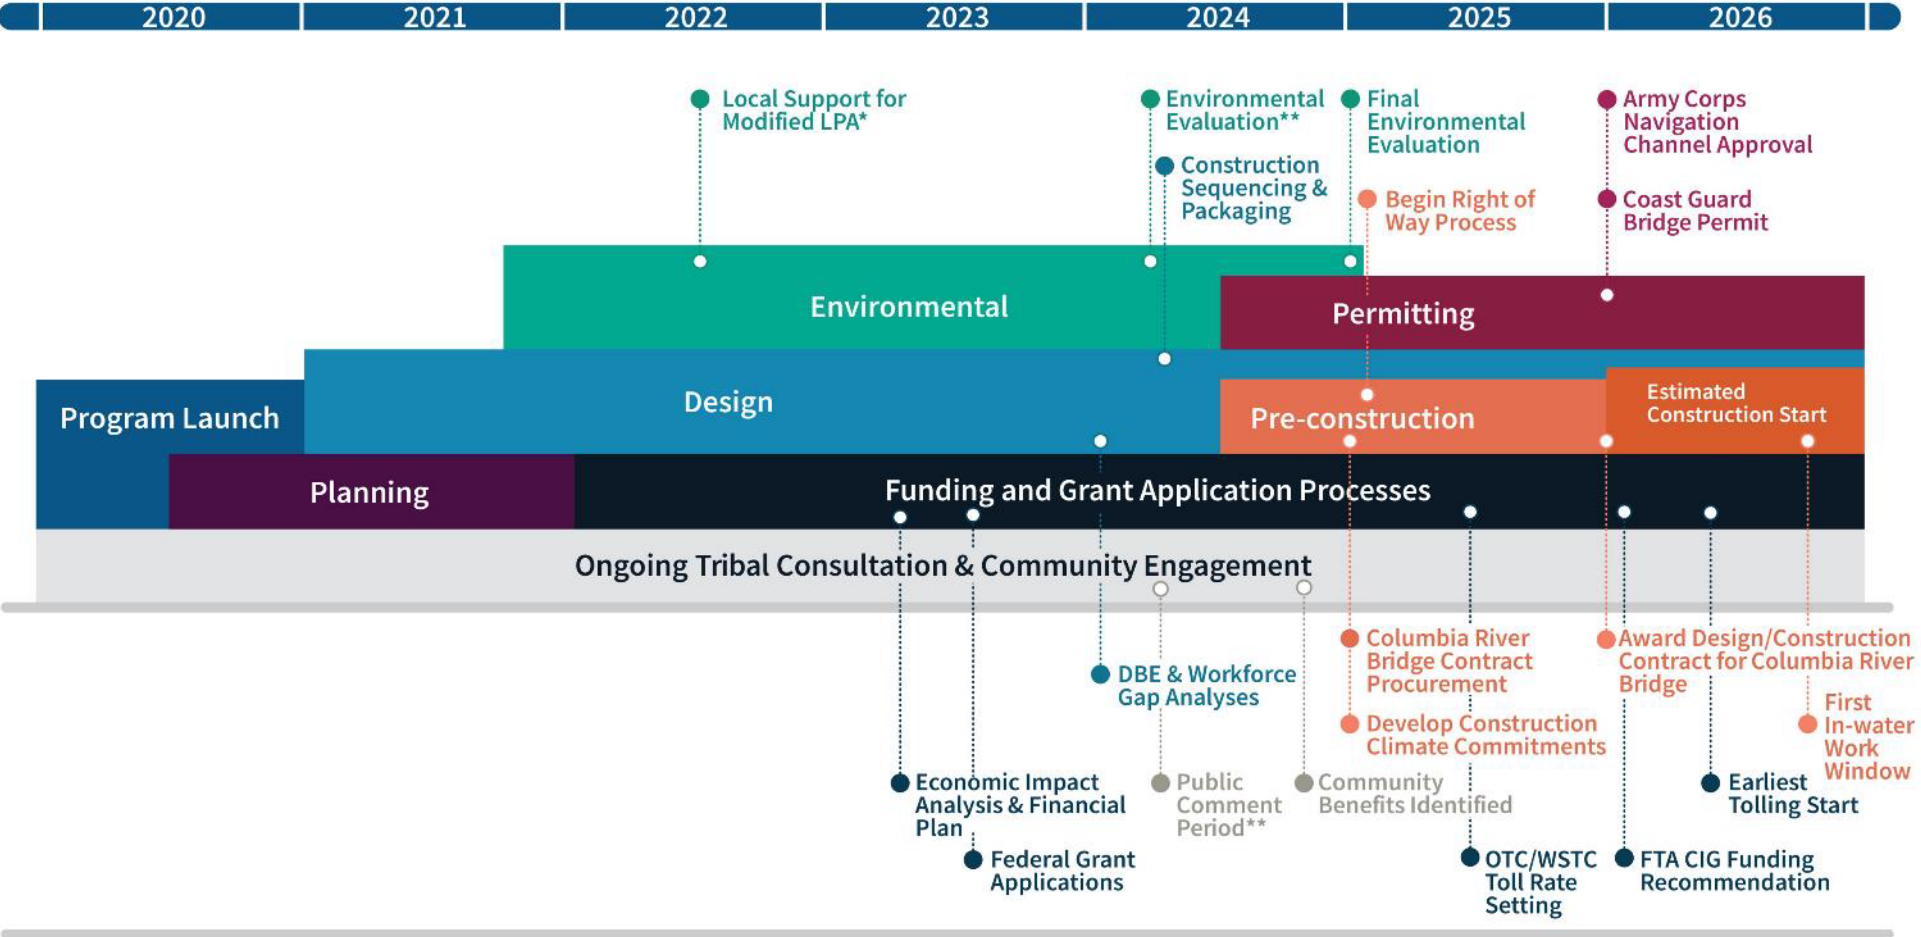 2020
2021
2022
2023
2024
2025
2026
Local Support for
Modified LPA*
Environmental
Evaluation**
Final
Environmental
Evaluation
Army Corps
Navigation
Channel Approval
Construction
Sequencing &
Packaging
Begin Right of
Way Process
Coast Guard
Bridge Permit
Environmental
Permitting
Program Launch
Design
Pre-construction
Estimated
Construction Start
Planning
Funding and Grant Application Processes
Ongoing Tribal Consultation & Community Engagement
DBE & Workforce
Gap Analyses
Columbia River
Bridge Contract
Procurement
Award Design/Construction
Contract for Columbia River
Bridge
Develop Construction
Climate Commitments
First
In-water
Work
Window
Economic Impact
Analysis & Financial
Plan
Public
Comment
Period**
Community
Benefits Identified
Earliest
Tolling Start
Federal Grant
Applications
OTC/WSTC
Toll Rate
Setting
FTA CIG Funding
Recommendation